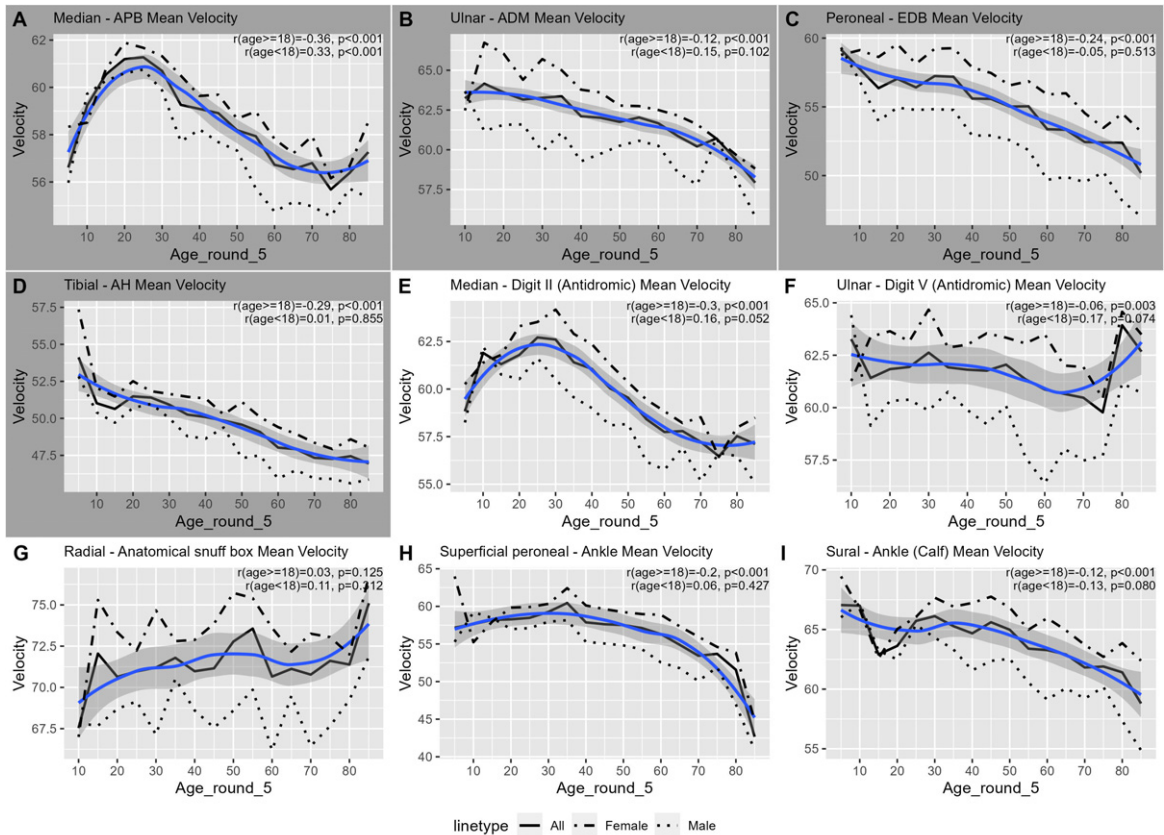 A
Median - APB Mean Velocity
r(age>=18)=-0.36, p<0.001
r(age<18)=0.33, p<0.001
62
60
58
56
Velocity
10 20 30 40 50 60 70 80
Age_round_5
B
Ulnar - ADM Mean Velocity
r(age>=18)=-0.12, p<0.001
r(age<18)=0.15, p=0.102
65.0
62.5
60.0
57.5
Velocity
10 20 30 40 50 60 70 80
Age_round_5
C
Peroneal - EDB Mean Velocity
r(age>=18)=-0.24, p<0.001
r(age<18)=-0.05, p=0.513
60
55
50
Velocity
10 20 30 40 50 60 70 80
Age_round_5
D
Tibial - AH Mean Velocity
r(age>=18)=-0.29, p<0.001
r(age<18)=0.01, p=0.855
57.5
55.0
52.5
50.0
47.5
Velocity
10 20 30 40 50 60 70 80
Age_round_5
E
Median - Digit II (Antidromic) Mean Velocity
r(age>=18)=-0.3, p<0.001
r(age<18)=0.16, p=0.052
62.5
60.0
57.5
55.0
Velocity
10 20 30 40 50 60 70 80
Age_round_5
F
Ulnar - Digit V (Antidromic) Mean Velocity
r(age>=18)=-0.06, p=0.003
r(age<18)=0.17, p=0.074
65.0
62.5
60.0
57.5
Velocity
10 20 30 40 50 60 70 80
Age_round_5
G
Radial - Anatomical snuff box Mean Velocity
r(age>=18)=0.03, p=0.125
r(age<18)=0.11,
75.0
72.5
70.0
67.5
Velocity
10 20 30 40 50 60 70 80
Age_round_5
H
Superficial peroneal - Ankle Mean Velocity
r(age>=18)=-0.2, p<0.001
r(age<18)=0.06, p=0.427
65
60
55
50
45
40
Velocity
10 20 30 40 50 60 70 80
Age_round_5
I
Sural - Ankle (Calf) Mean Velocity
r(age>=18)=-0.12, p<0.001
r(age<18)=-0.13, p=0.080
70
65
60
55
Velocity
10 20 30 40 50 60 70 80
Age_round_5
linetype All Female Male